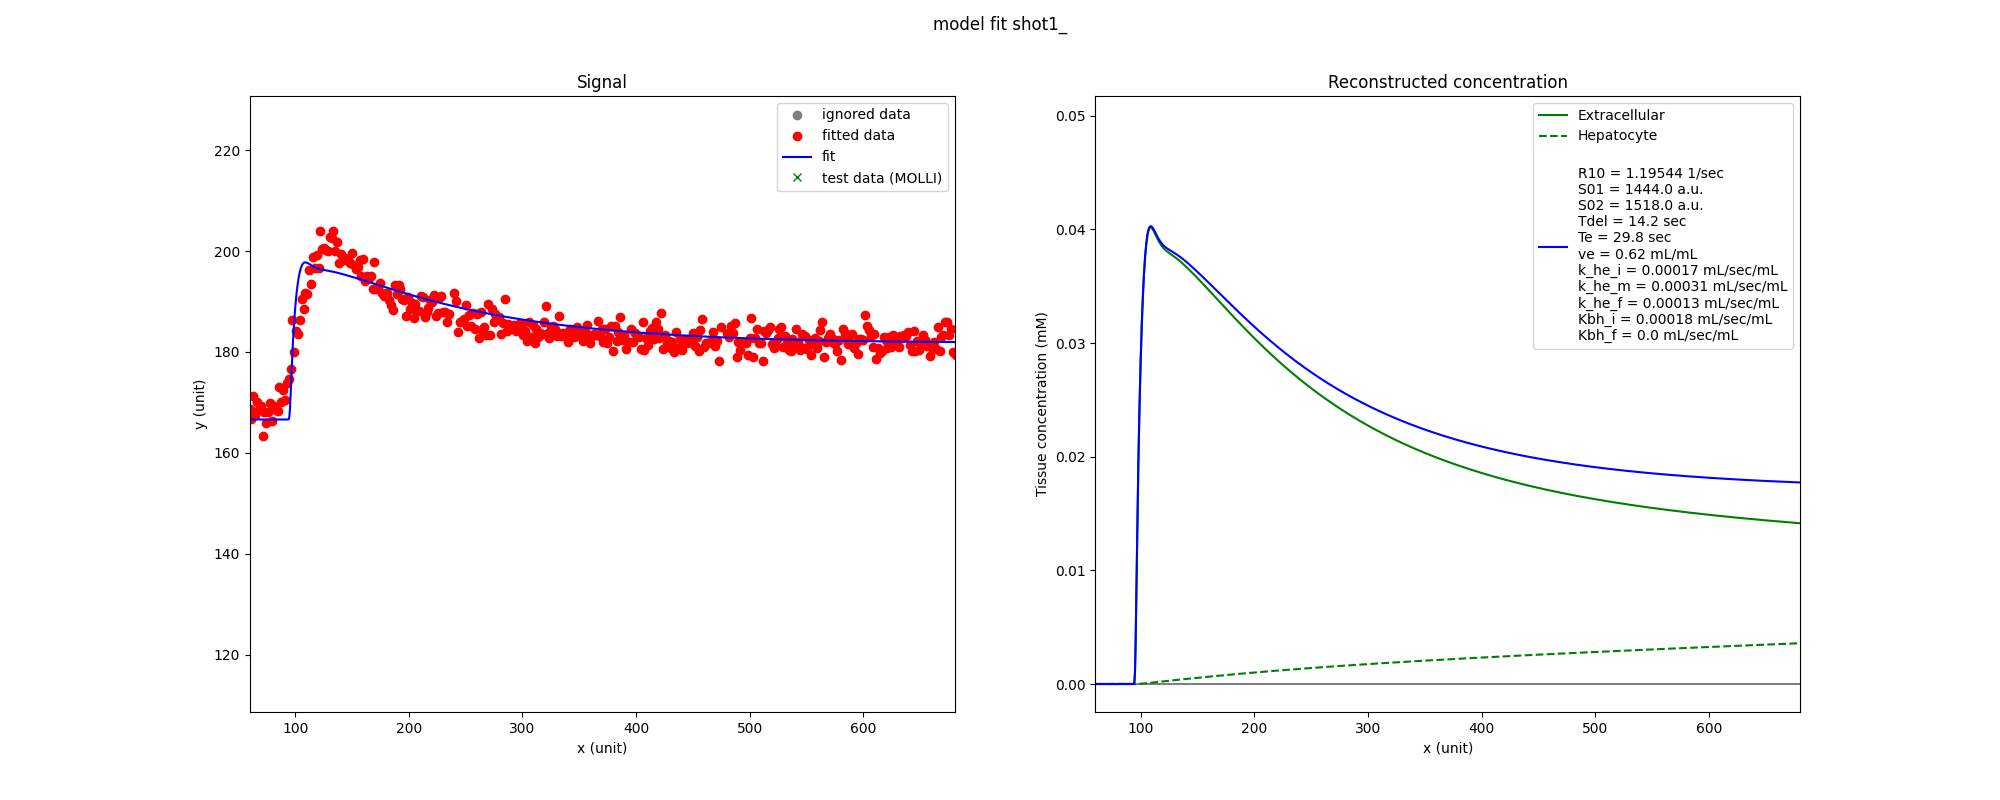 model fit shot1_
Signal
ignored data
fitted data
fit
test data (MOLLI)
220
200
180
160
140
120
y (unit)
100
200
300
400
500
600
x (unit)
Reconstructed concentration
Extracellular
Hepatocyte
R10 = 1.19544 1/sec
S01 = 1444.0 a.u.
S02 = 1518.0 a.u.
Tdel = 14.2 sec
Te = 29.8 sec
ve = 0.62 mL/mL
k_he_i = 0.00017 mL/sec/mL
k_he_m = 0.00031 mL/sec/mL
k_he_f = 0.00013 mL/sec/mL
Kbh_i = 0.00018 mL/sec/mL
Kbh_f = 0.0 mL/sec/mL
0.05
0.04
0.03
0.02
0.01
0.00
Tissue concentration (mM)
100
200
300
400
500
600
x (unit)